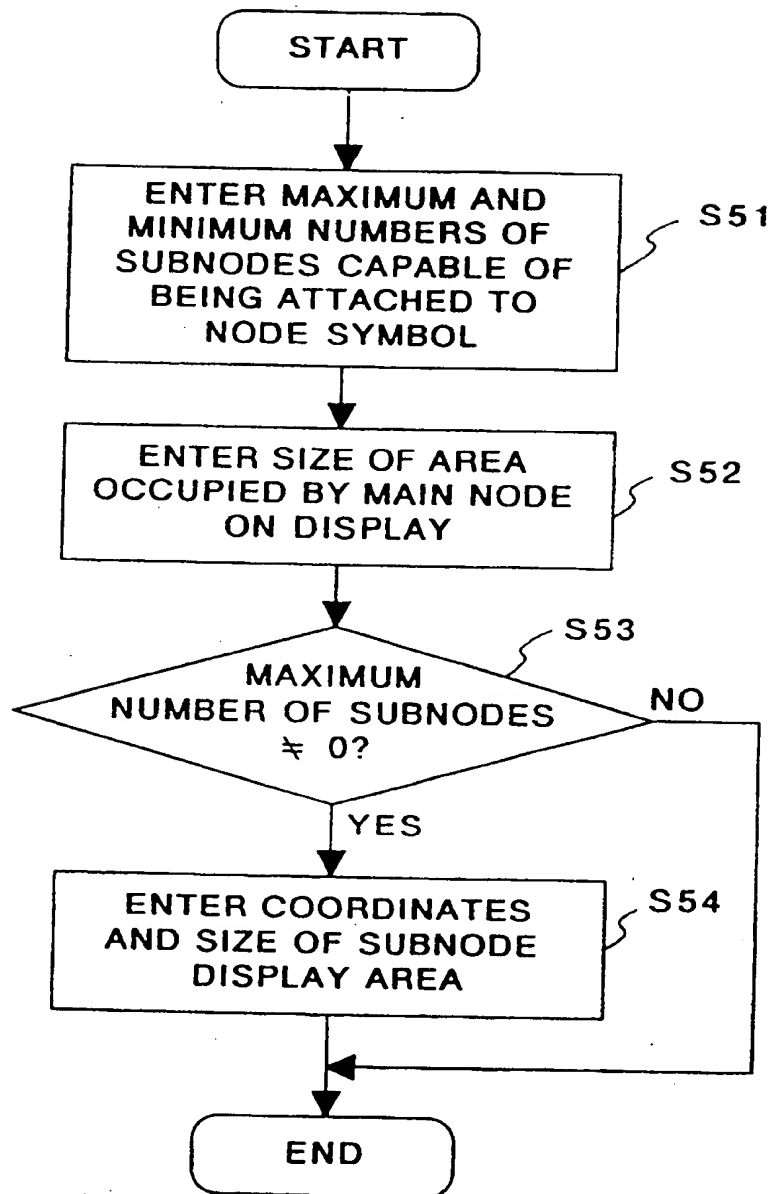 START
ENTER MAXIMUM AND
MINIMUM NUMBERS OF
SUBNODES CAPABLE OF
BEING ATTACHED TO
NODE SYMBOL
S51
ENTER SIZE OF AREA
OCCUPIED BY MAIN NODE
ON DISPLAY
S52
S53
MAXIMUM
NUMBER OF SUBNODES
≠ 0?
NO
YES
ENTER COORDINATES
AND SIZE OF SUBNODE
DISPLAY AREA
S54
END